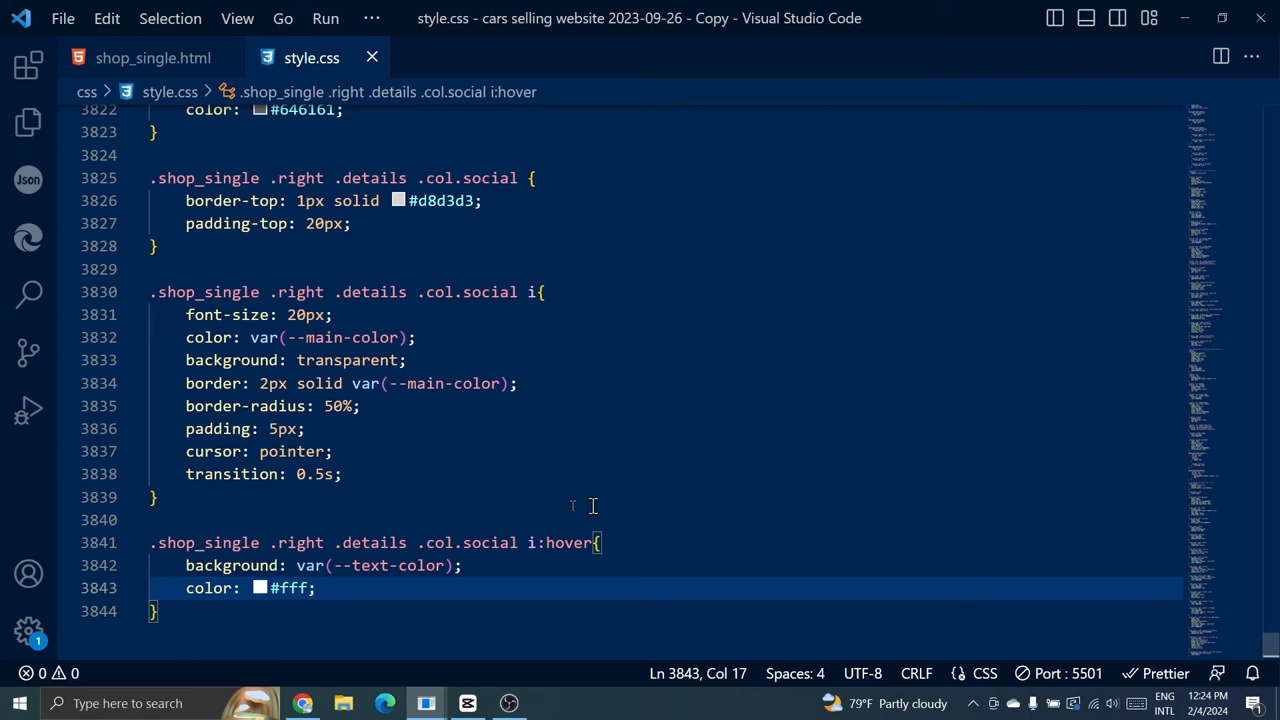 File Edit Selection View Go Run ··· style.css - cars selling website 2023-09-26 - Copy - Visual Studio Code
shop_single.html style.css
css > style.css > .shop_single .right .details .col.social i:hover
3822 color: #646161;
3823 }
3824
3825 .shop_single .right .details .col.social {
3826 border-top: 1px solid #d8d3d3;
3827 padding-top: 20px;
3828 }
3829
3830 .shop_single .right .details .col.social i{
3831 font-size: 20px;
3832 color: var(--main-color);
3833 background: transparent;
3834 border: 2px solid var(--main-color);
3835 border-radius: 50%;
3836 padding: 5px;
3837 cursor: pointer;
3838 transition: 0.5s;
3839 }
3840
3841 .shop_single .right .details .col.social i:hover{
3842 background: var(--text-color);
3843 color: #fff;
3844 }
Json
1
0 0 Ln 3843, Col 17 Spaces: 4 UTF-8 CRLF {} CSS Port : 5501 Prettier
Type here to search 79°F Partly cloudy ENG INTL 12:24 PM 2/4/2024 1